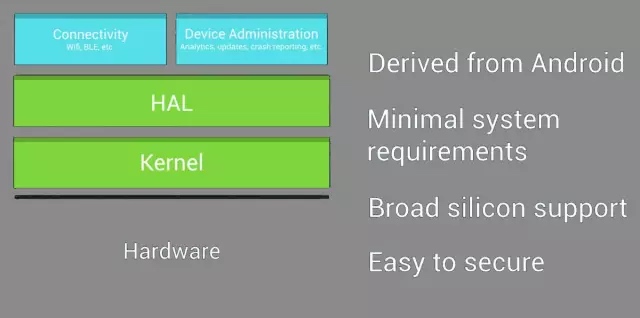 Connectivity
Wifi, BLE, etc
Device Administration
Analytics, updates, crash reporting, etc.
HAL
Kernel
Hardware
Derived from Android
Minimal system
requirements
Broad silicon support
Easy to secure